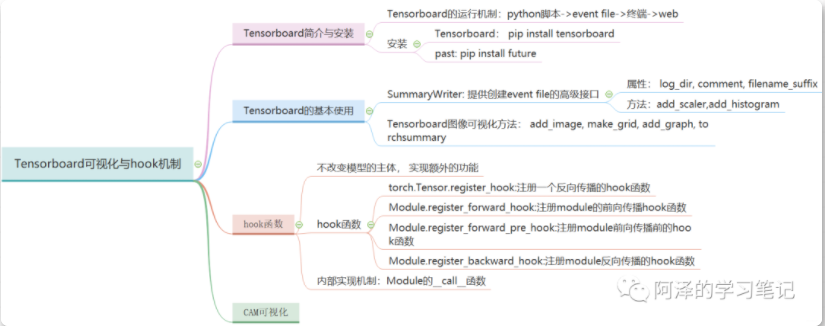 Tensorboard可视化与hook机制
Tensorboard简介与安装
Tensorboard的运行机制：python脚本->event file->终端->web
安装
Tensorboard： pip install tensorboard
past: pip install future
Tensorboard的基本使用
SummaryWriter: 提供创建event file的高级接口
属性： log_dir, comment, filename_suffix
方法：add_scaler,add_histogram
Tensorboard图像可视化方法： add_image, make_grid, add_graph, to
rchsummary
hook函数
不改变模型的主体， 实现额外的功能
hook函数
torch.Tensor.register_hook:注册一个反向传播的hook函数
Module.register_forward_hook:注册module的前向传播hook函数
Module.register_forward_pre_hook:注册module前向传播前的hoo
k函数
Module.register_backward_hook:注册module反向传播的hook函数
内部实现机制：Module的__call__函数
CAM可视化
阿泽的学习笔记